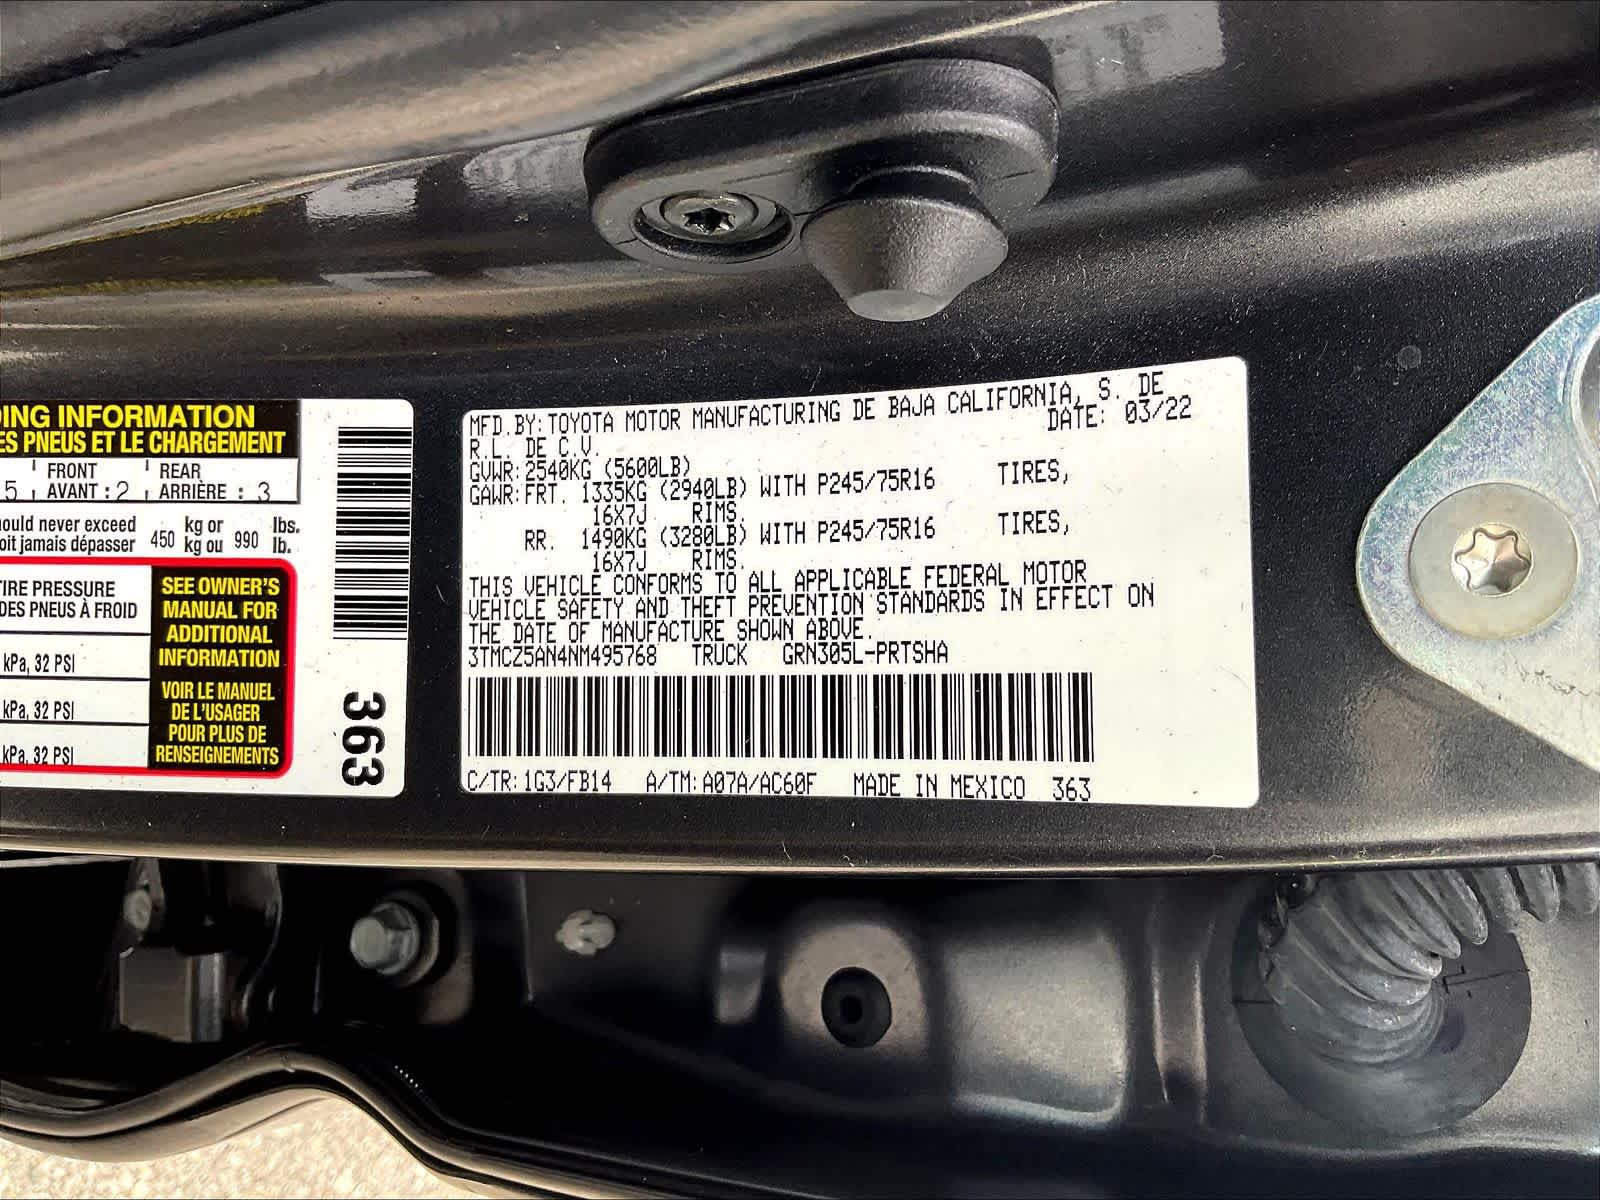 DING INFORMATION
ES PNEUS ET LE CHARGEMENT
5 FRONT REAR
AVANT : 2 ARRIÈRE : 3
ould never exceed kg or lbs.
oit jamais dépasser 450 kg ou 990 lb.
TIRE PRESSURE
DES PNEUS À FROID
kPa, 32 PSI
kPa, 32 PSI
kPa, 32 PSI
SEE OWNER'S
MANUAL FOR
ADDITIONAL
INFORMATION
VOIR LE MANUEL
DE L'USAGER
POUR PLUS DE
RENSEIGNEMENTS
363
MFD.BY:TOYOTA MOTOR MANUFACTURING DE BAJA CALIFORNIA, S. DE
R.L. DE C.V. DATE: 03/22
GVWR:2540KG (5600LB)
GAWR:FRT. 1335KG (2940LB) WITH P245/75R16 TIRES,
16X7J RIMS
RR. 1490KG (3280LB) WITH P245/75R16 TIRES,
16X7J RIMS.
THIS VEHICLE CONFORMS TO ALL APPLICABLE FEDERAL MOTOR
VEHICLE SAFETY AND THEFT PREVENTION STANDARDS IN EFFECT ON
THE DATE OF MANUFACTURE SHOWN ABOVE.
3TMCZ5AN4NM495768 TRUCK GRN305L-PRTSHA
C/TR:1G3/FB14 A/TM:A07A/AC60F MADE IN MEXICO 363